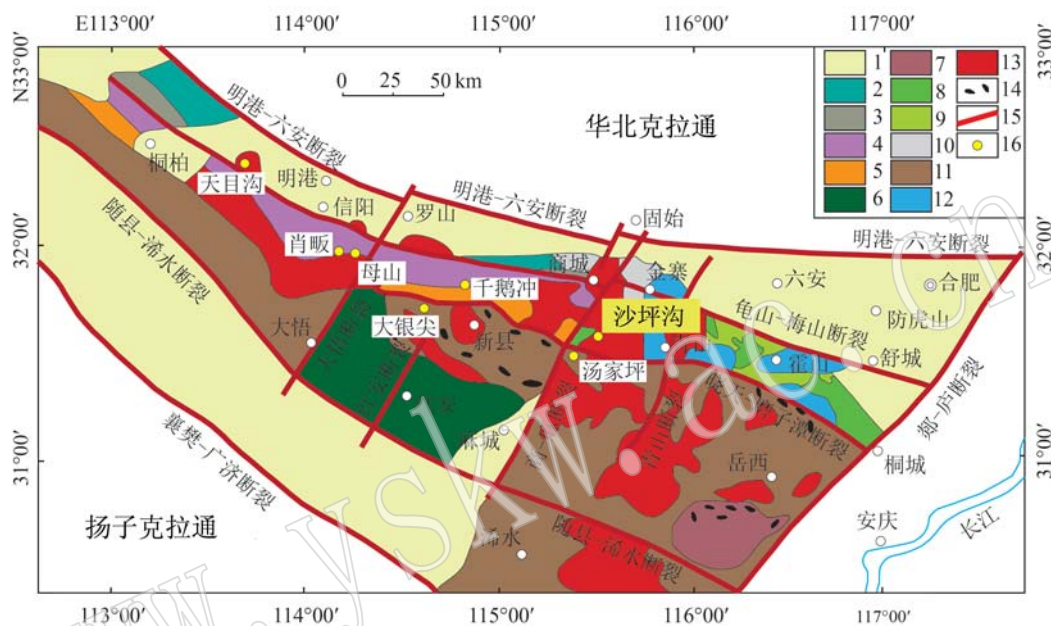 E113°00′ 114°00′ 115°00′ 116°00′ 117°00′
N33°00′
33°00′
0 25 50 km
1
2
3
4
5
6
7
8
9
10
11
12
13
14
15
16
华北克拉通
明港-六安断裂
明港-六安断裂
明港-六安断裂
桐柏
天目沟
明港
信阳
罗山
固始
32°00′
32°00′
肖畈
母山
千鹅冲
商城
金寨
六安
合肥
防虎山
龟山-梅山断裂
舒城
随县-浠水断裂
大悟
大银尖
新县
沙坪沟
汤家坪
麻城
岳西
桐城
郯-庐断裂
31°00′
31°00′
襄樊-广济断裂
扬子克拉通
浠水
随县-浠水断裂
安庆
长江
113°00′ 114°00′ 115°00′ 116°00′ 117°00′
www.yskw.ac.cn